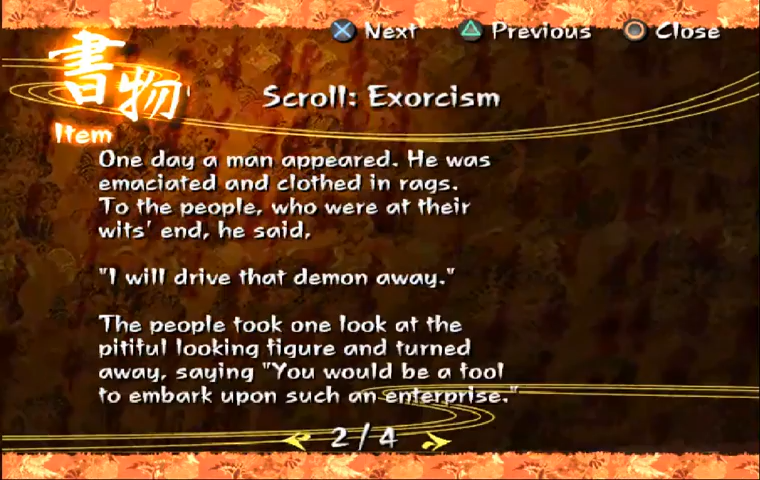 Next Previous Close
書物
Item
Scroll: Exorcism
One day a man appeared. He was
emaciated and clothed in rags.
To the people, who were at their
wits' end, he said,
"I will drive that demon away."
The people took one look at the
pitiful looking figure and turned
away, saying "You would be a fool
to embark upon such an enterprise."
2/4